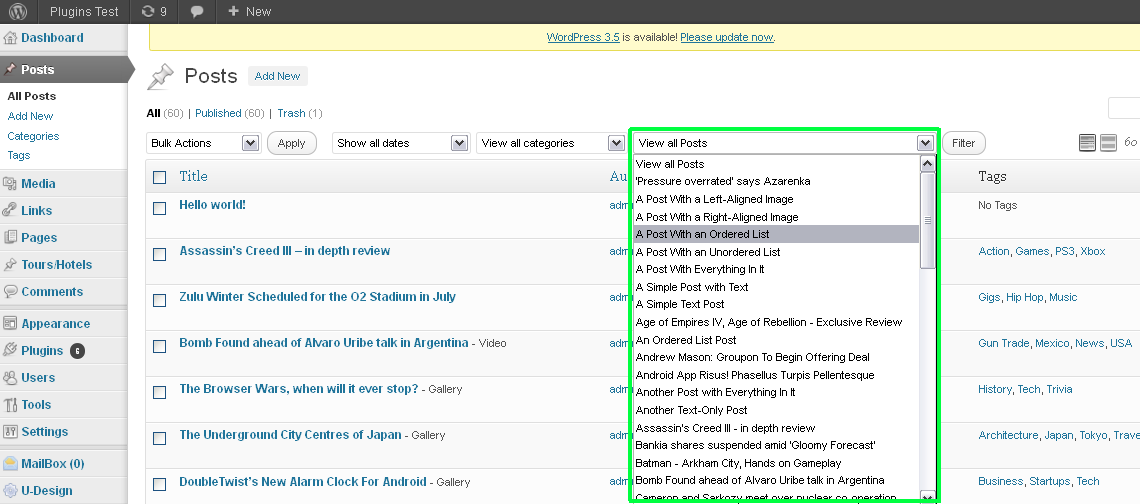 Plugins Test 9 + New
Dashboard
Posts
All Posts
Add New
Categories
Tags
Media
Links
Pages
Tours/Hotels
Comments
Appearance
Plugins 6
Users
Tools
Settings
MailBox (0)
U-Design
WordPress 3.5 is available! Please update now.
Posts Add New
All (60) | Published (60) | Trash (1)
Bulk Actions Apply Show all dates View all categories View all Posts Filter 60
Title Au Tags
Hello world! adm No Tags
Assassin's Creed III – in depth review adm Action, Games, PS3, Xbox
Zulu Winter Scheduled for the O2 Stadium in July adm Gigs, Hip Hop, Music
Bomb Found ahead of Alvaro Uribe talk in Argentina - Video adm Gun Trade, Mexico, News, USA
The Browser Wars, when will it ever stop? - Gallery adm History, Tech, Trivia
The Underground City Centres of Japan - Gallery adm Architecture, Japan, Tokyo, Trave
DoubleTwist's New Alarm Clock For Android - Gallery adm Business, Startups, Tech
View all Posts
'Pressure overrated' says Azarenka
A Post With a Left-Aligned Image
A Post With a Right-Aligned Image
A Post With an Ordered List
A Post With an Unordered List
A Post With Everything In It
A Simple Post with Text
A Simple Text Post
Age of Empires IV, Age of Rebellion - Exclusive Review
An Ordered List Post
Andrew Mason: Groupon To Begin Offering Deal
Android App Risus! Phasellus Turpis Pellentesque
Another Post with Everything In It
Another Text-Only Post
Assassin's Creed III - in depth review
Bankia shares suspended amid 'Gloomy Forecast'
Batman - Arkham City, Hands on Gameplay
Bomb Found ahead of Alvaro Uribe talk in Argentina
Cameron and Sarkozy meet over nuclear co-operation